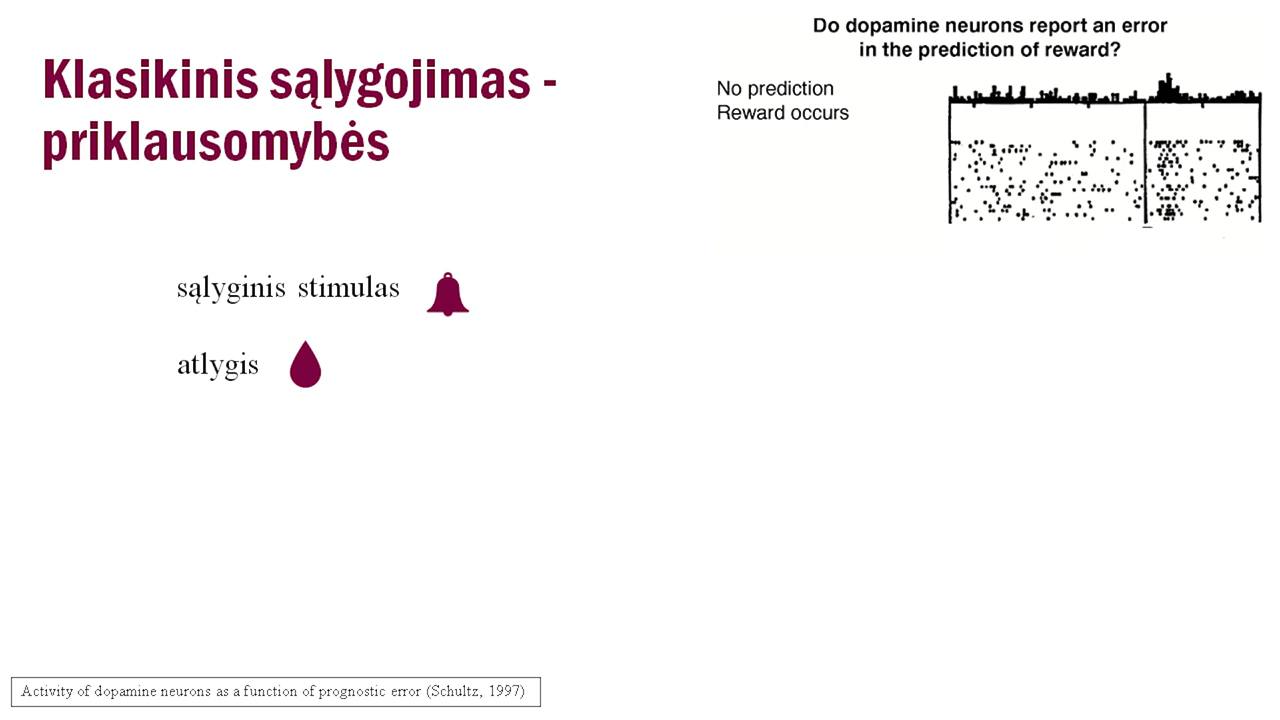 Klasikinis sąlygojimas -
priklausomybės
Do dopamine neurons report an error
in the prediction of reward?
No prediction
Reward occurs
sąlyginis stimulas
atlygis
Activity of dopamine neurons as a function of prognostic error (Schultz, 1997)